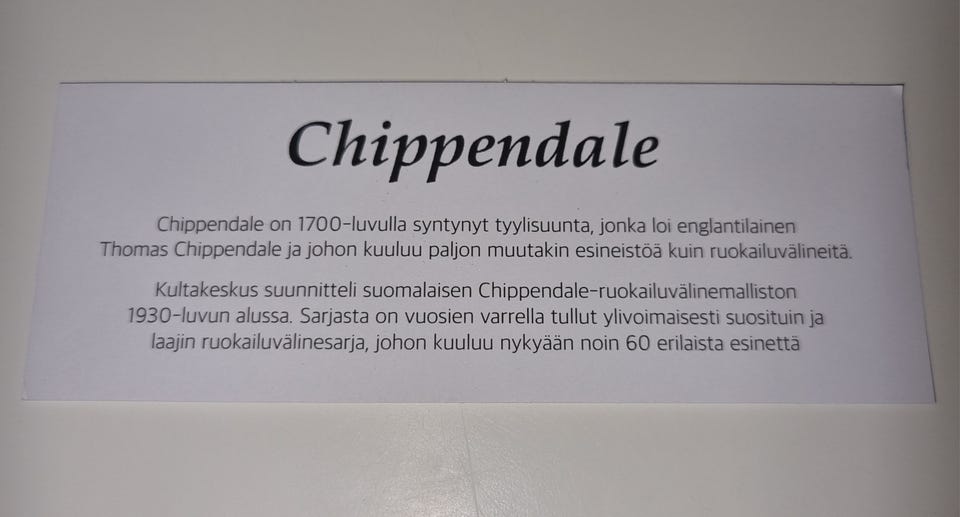 Chippendale
Chippendale on 1700-luvulla syntynyt tyylisuunta, jonka loi englantilainen
Thomas Chippendale ja johon kuuluu paljon muutakin esineistöä kuin ruokailuvälineitä.
Kultakeskus suunnitteli suomalaisen Chippendale-ruokailuvälinemalliston
1930-luvun alussa. Sarjasta on vuosien varrella tullut ylivoimaisesti suosituin ja
laajin ruokailuvälinesarja, johon kuuluu nykyään noin 60 erilaista esinettä